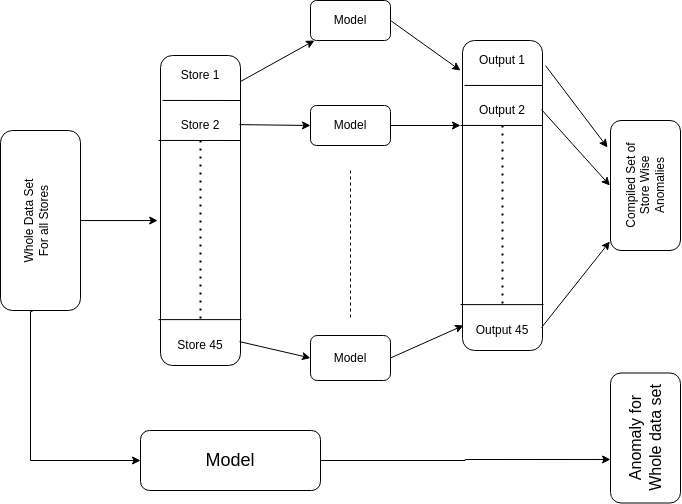 Model
Store 1
Output 1
Store 2
Model
Output 2
Whole Data Set
For all Stores
Compiled Set of
Store Wise
Anomalies
Store 45
Model
Output 45
Model
Anomaly for
Whole data set